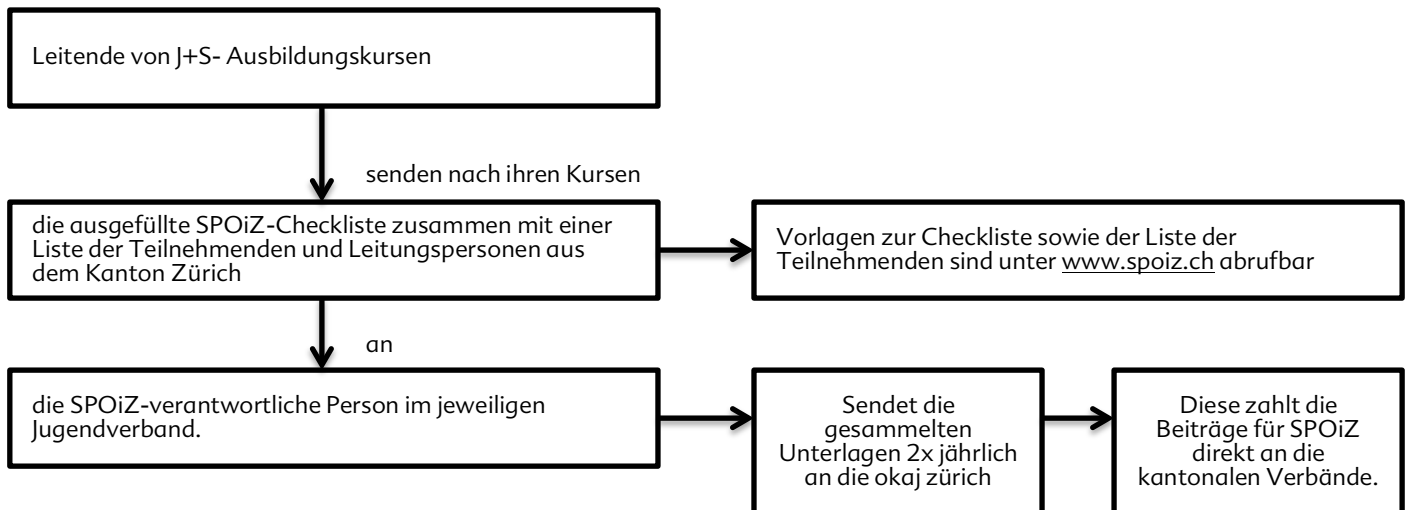 Leitende von J+S- Ausbildungskursen
senden nach ihren Kursen
die ausgefüllte SPOiZ-Checkliste zusammen mit einer
Liste der Teilnehmenden und Leitungspersonen aus
dem Kanton Zürich
Vorlagen zur Checkliste sowie der Liste der
Teilnehmenden sind unter www.spoiz.ch abrufbar
an
die SPOiZ-verantwortliche Person im jeweiligen
Jugendverband.
Sendet die
gesammelten
Unterlagen 2x jährlich
an die okaj zürich
Diese zahlt die
Beiträge für SPOiZ
direkt an die
kantonalen Verbände.